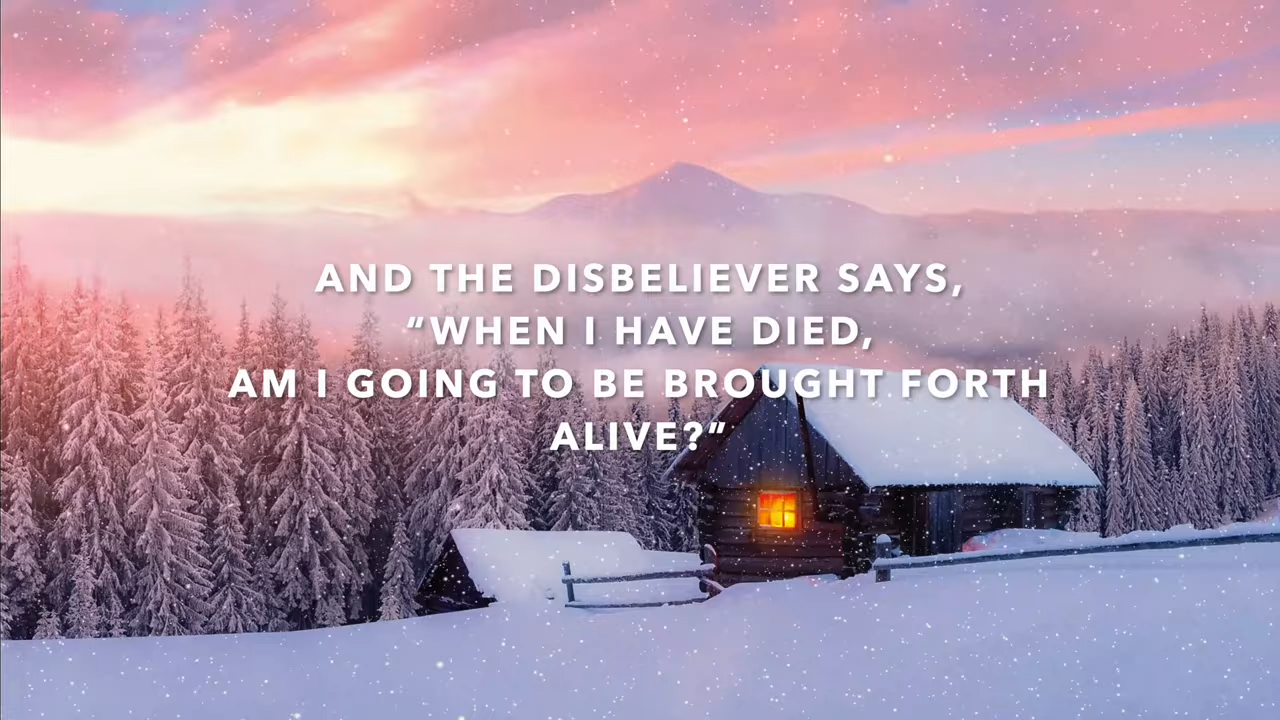 AND THE DISBELIEVER SAYS,
“WHEN I HAVE DIED,
AM I GOING TO BE BROUGHT FORTH
ALIVE?”